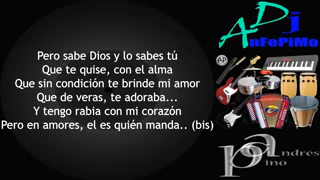 Pero sabe Dios y lo sabes tú
Que te quise, con el alma
Que sin condición te brinde mi amor
Que de veras, te adoraba...
Y tengo rabia con mi corazón
Pero en amores, el es quién manda.. (bis)
ADJ
AnFePiMo
AP
Andrés
Pino